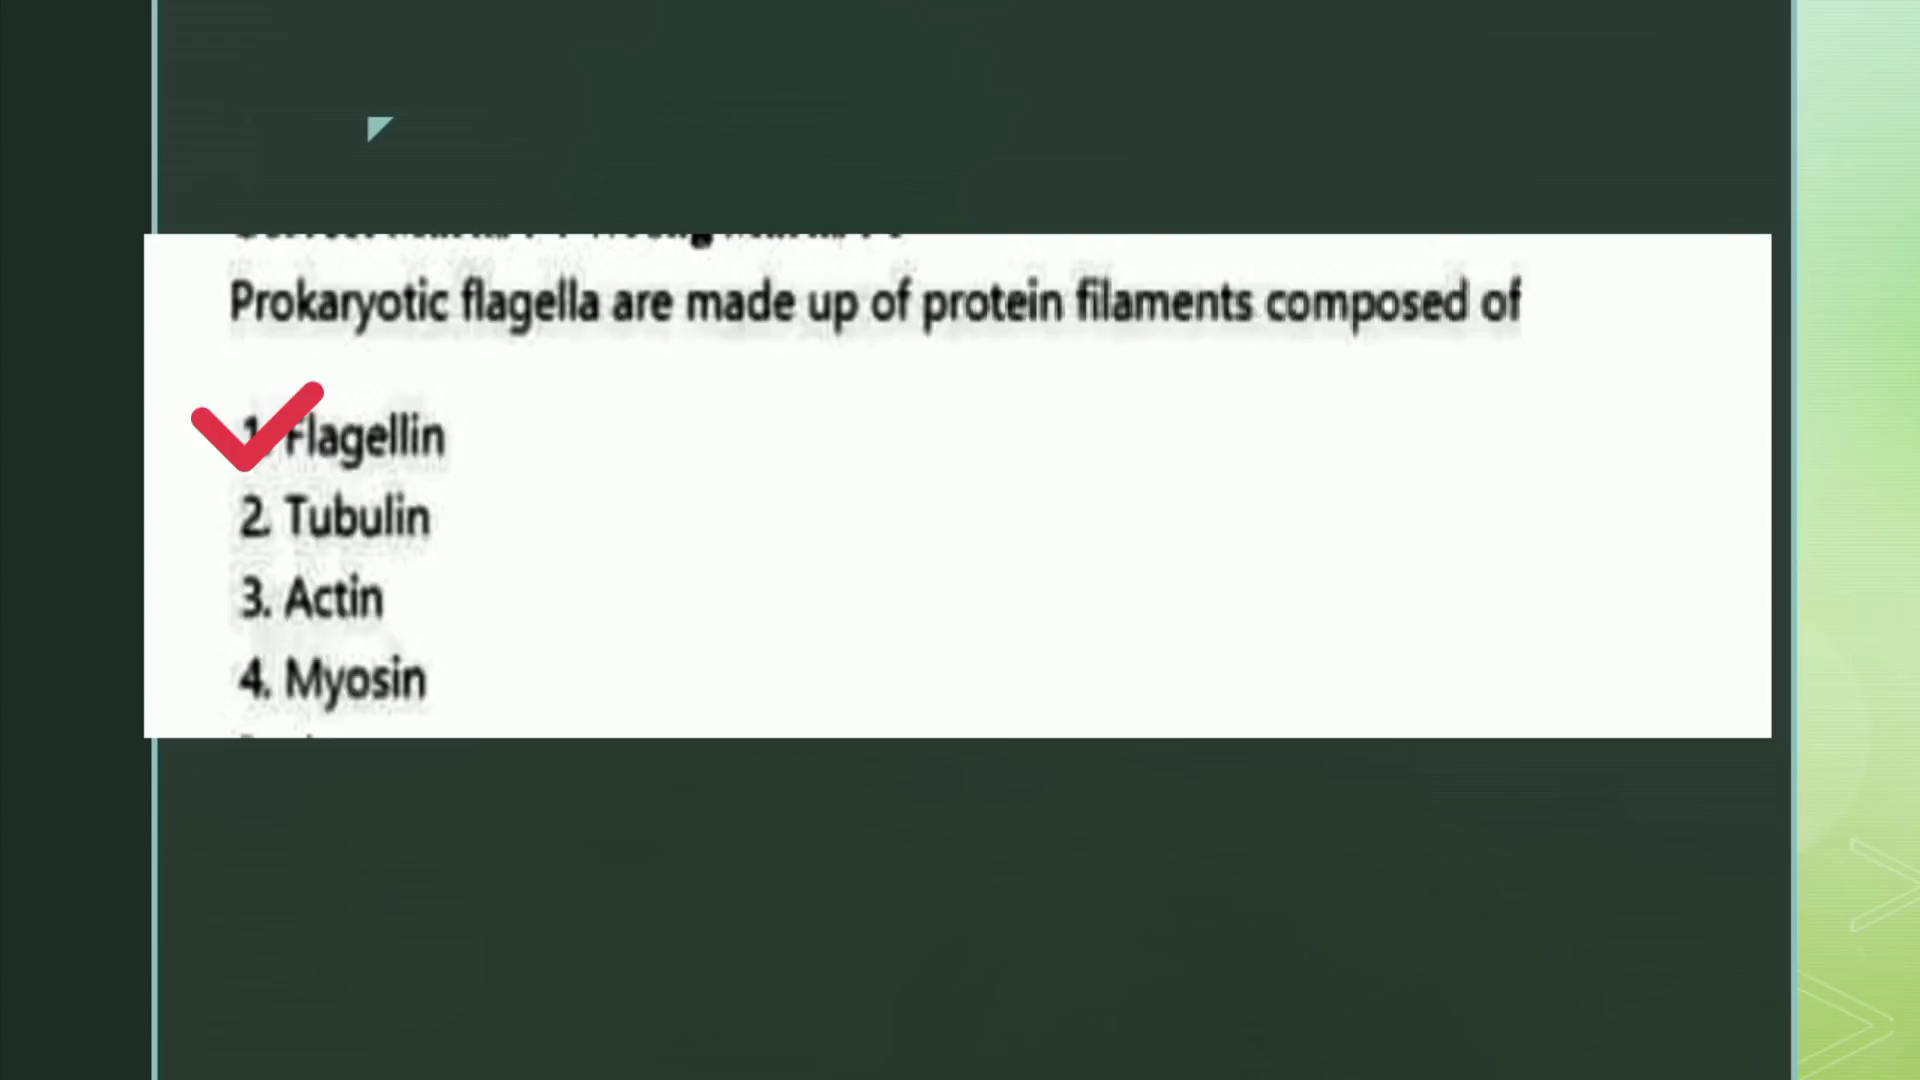 Prokaryotic flagella are made up of protein filaments composed of
1. Flagellin
2. Tubulin
3. Actin
4. Myosin